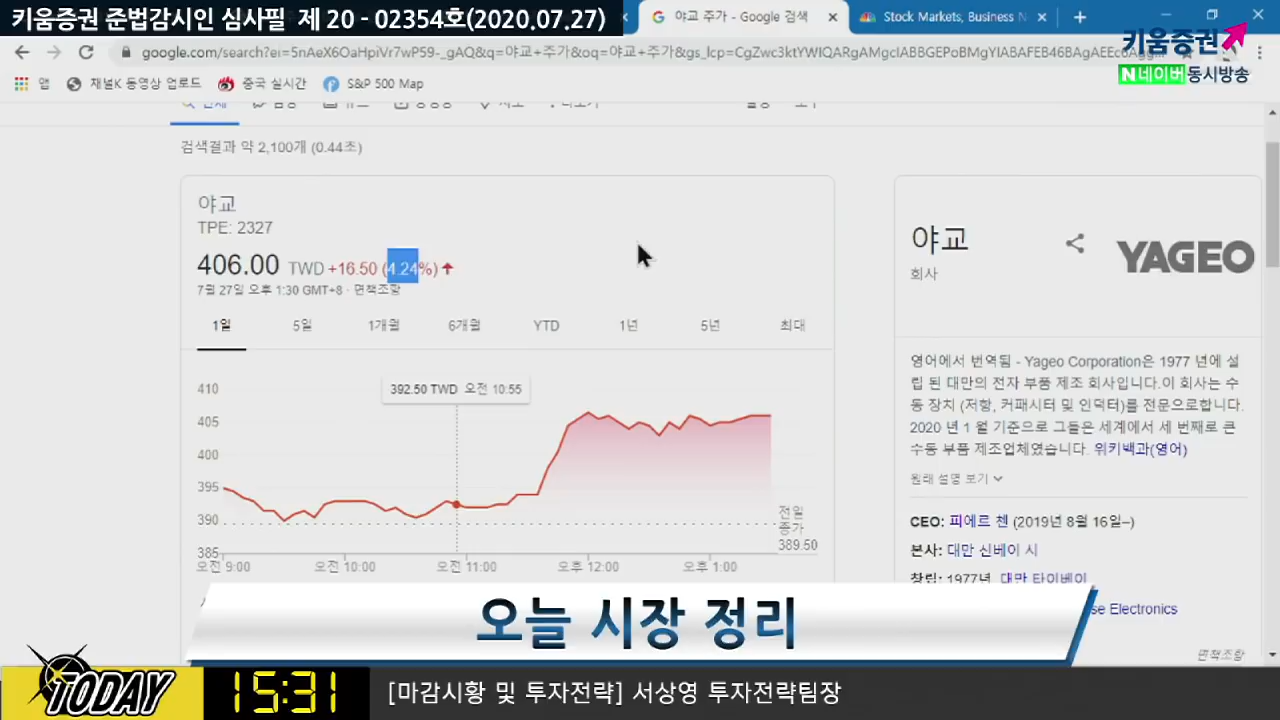 키움증권 준법감시인 심사필 제 20 - 02354호(2020.07.27)
야교 주가 - Google 검색
Stock Markets, Business N
google.com/search?ei=5nAeX6OaHpiVr7wP59-_gAQ&q=야교+주가&oq=야교+주가&gs_lcp=
키움증권
N네이버동시방송
앱
채널K 동영상 업로드
중국 실시간
S&P 500 Map
검색결과 약 2,100개 (0.44초)
야교
TPE: 2327
406.00 TWD +16.50 (4.24%)
7월 27일 오후 1:30 GMT+8 · 면책조항
1일 5일 1개월 6개월 YTD 1년 5년 최대
392.50 TWD 오전 10:55
410
405
400
395
390
385
전일
종가
389.50
오전 9:00 오전 10:00 오전 11:00 오후 12:00 오후 1:00
야교
회사
YAGEO
영어에서 번역됨 - Yageo Corporation은 1977 년에 설
립 된 대만의 전자 부품 제조 회사입니다.이 회사는 수
동 장치 (저항, 커패시터 및 인덕터)를 전문으로합니다.
2020 년 1 월 기준으로 그들은 세계에서 세 번째로 큰
수동 부품 제조업체였습니다. 위키백과(영어)
원래 설명 보기
CEO: 피에르 첸 (2019년 8월 16일–)
본사: 대만 신베이 시
창립: 1977년, 대만 타이베이
se Electronics
면책조항
오늘 시장 정리
TODAY
15:31
[마감시황 및 투자전략] 서상영 투자전략팀장